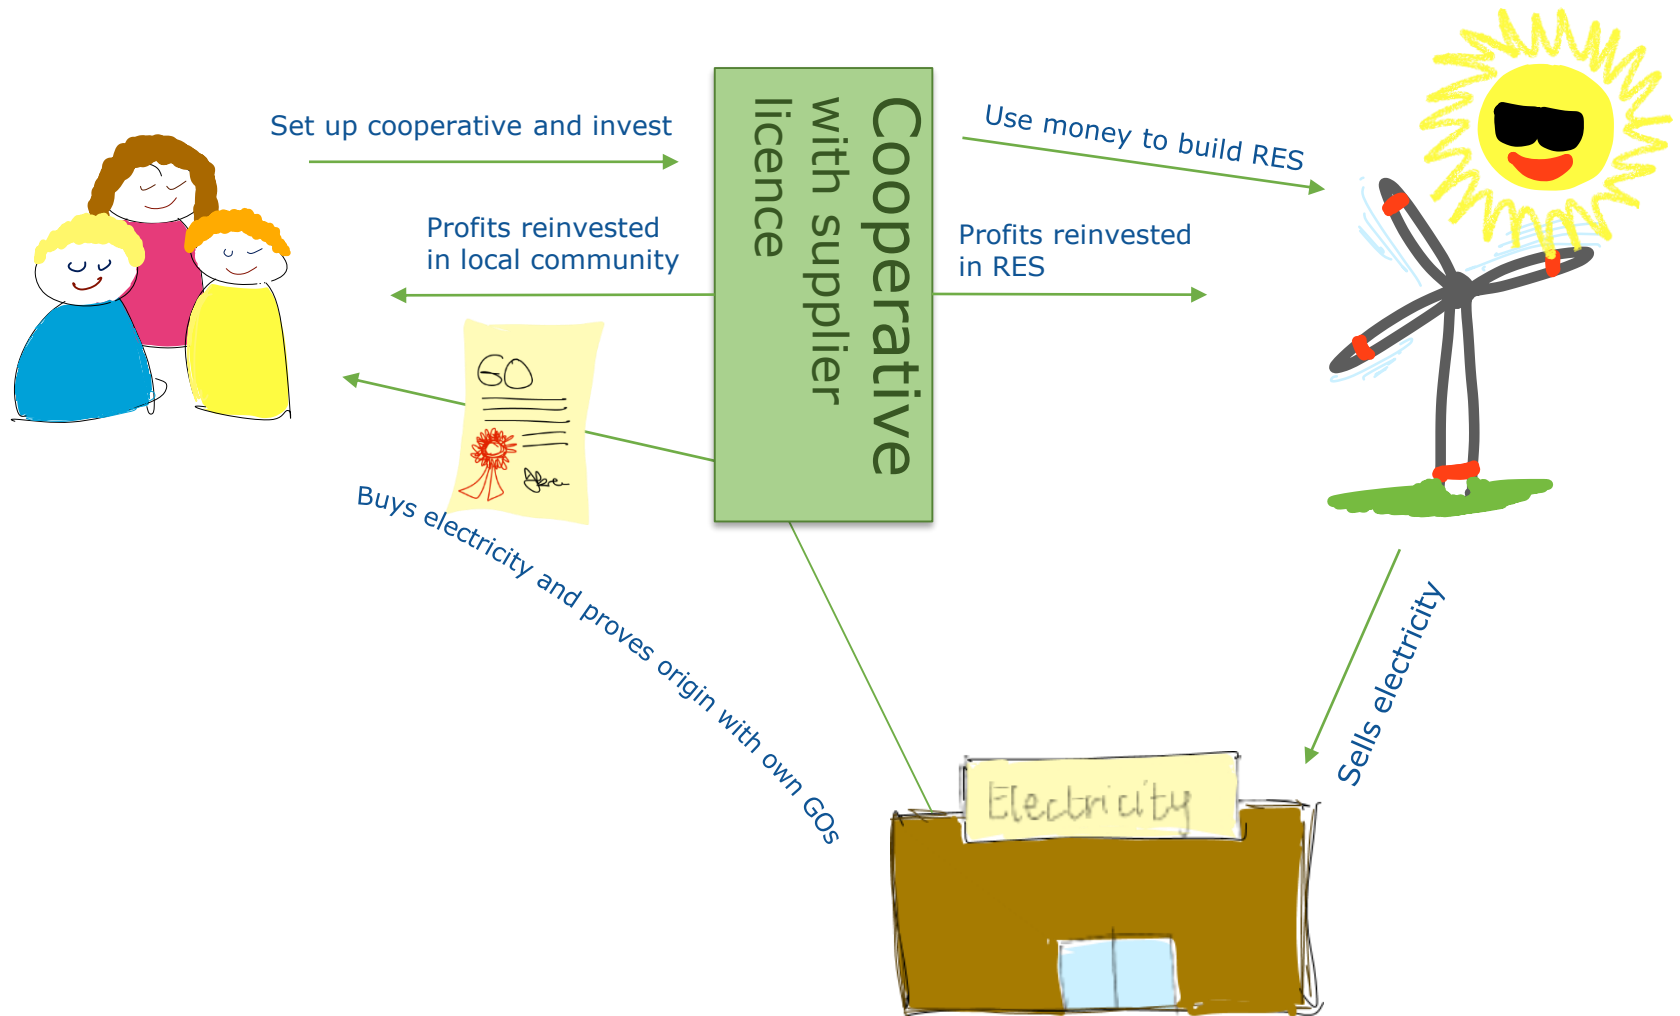 Set up cooperative and invest
Cooperative
with supplier
licence
Use money to build RES
Profits reinvested
in local community
Profits reinvested
in RES
GO
Buys electricity and proves origin with own GOs
Sells electricity
Electricity